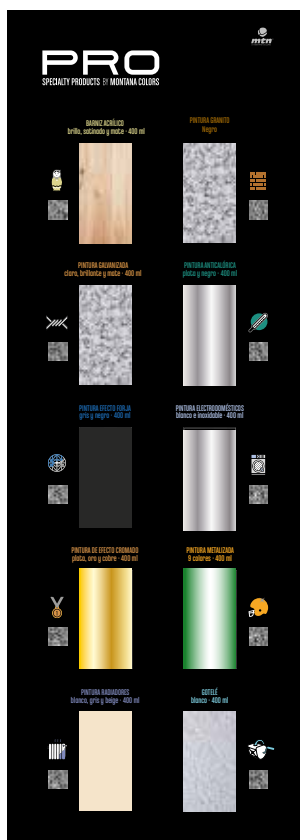 mtn
PRO
SPECIALTY PRODUCTS BY MONTANA COLORS
BARNIZ ACRÍLICO
brillo, satinado y mate - 400 ml
PINTURA GRANITO
Negro
PINTURA GALVANIZADA
claro, brillante y mate - 400 ml
PINTURA ANTICALÓRICA
plata y negro - 400 ml
PINTURA EFECTO FORJA
gris y negro - 400 ml
PINTURA ELECTRODOMÉSTICOS
blanco e inoxidable - 400 ml
PINTURA DE EFECTO CROMADO
plata, oro y cobre - 400 ml
PINTURA METALIZADA
9 colores - 400 ml
PINTURA RADIADORES
blanco, gris y beige - 400 ml
GOTELÉ
blanco - 400 ml